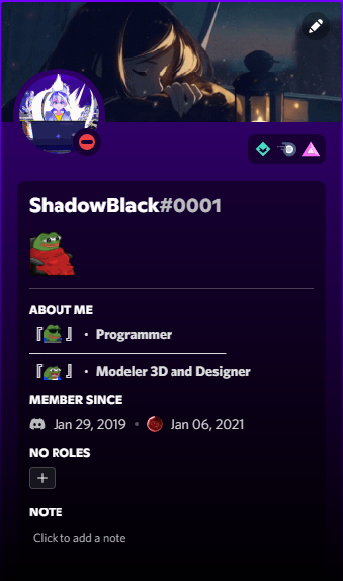 ShadowBlack#0001
ABOUT ME
『 』 • Programmer
『 』 • Modeler 3D and Designer
MEMBER SINCE
Jan 29, 2019 • Jan 06, 2021
NO ROLES
NOTE
Click to add a note